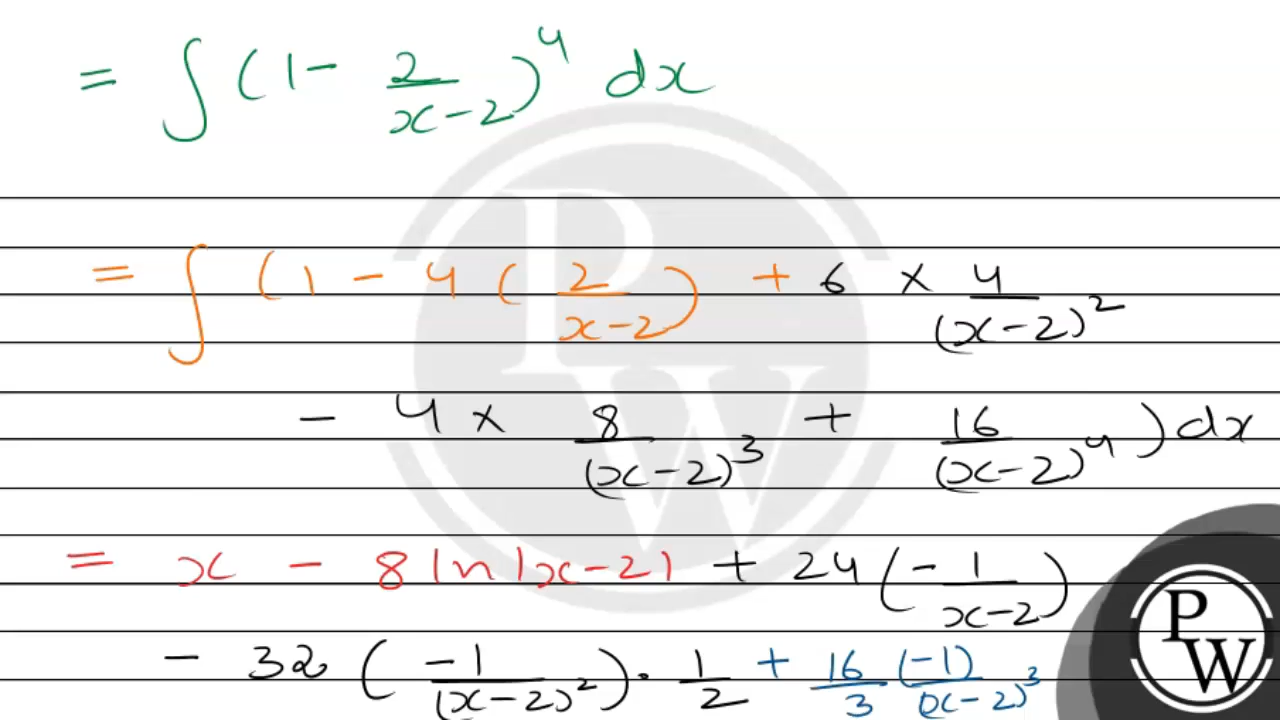 = ∫ (1 - 2/(x-2))^4 dx
= ∫ (1 - 4 (2/(x-2)) + 6 × 4/(x-2)^2
- 4 × 8/(x-2)^3 + 16/(x-2)^4) dx
= x - 8 ln|x-2| + 24 (-1/(x-2))
- 32 (-1/(x-2)^2) · 1/2 + 16/3 (-1)/(x-2)^3
PW
PW